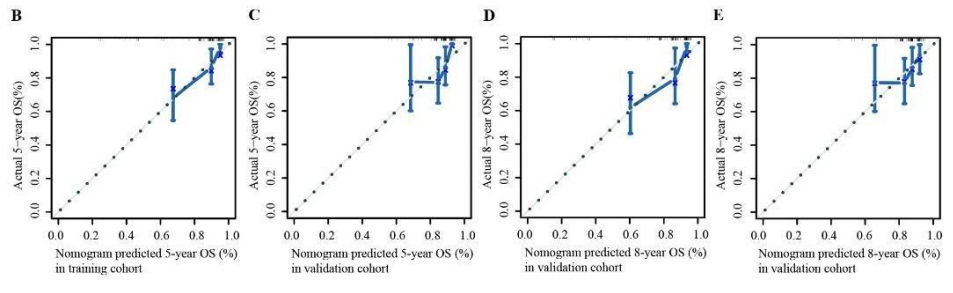 B
C
D
E
Actual 5-year OS(%)
0.0 0.2 0.4 0.6 0.8 1.0
0.0 0.2 0.4 0.6 0.8 1.0
Nomogram predicted 5-year OS (%)
in training cohort
Actual 5-year OS(%)
0.0 0.2 0.4 0.6 0.8 1.0
0.0 0.2 0.4 0.6 0.8 1.0
Nomogram predicted 5-year OS(%)
in validation cohort
Actual 8-year OS(%)
0.0 0.2 0.4 0.6 0.8 1.0
0.0 0.2 0.4 0.6 0.8 1.0
Nomogram predicted 8-year OS (%)
in validation cohort
Actual 8-year OS(%)
0.0 0.2 0.4 0.6 0.8 1.0
0.0 0.2 0.4 0.6 0.8 1.0
Nomogram predicted 8-year OS (%)
in validation cohort